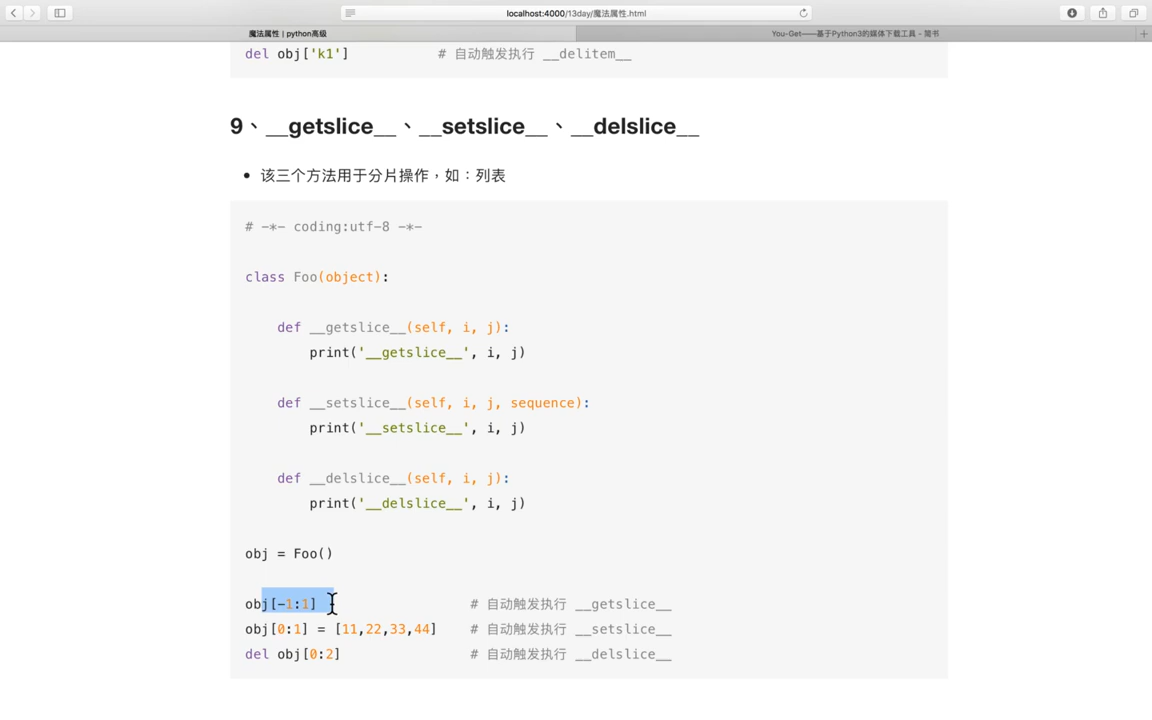 localhost:4000/13day/魔法属性.html
魔法属性 | python高级
You-Get——基于Python3的媒体下载工具 - 简书
del obj['k1']           # 自动触发执行 __delitem__
9、__getslice__、__setslice__、__delslice__
• 该三个方法用于分片操作，如：列表
# -*- coding:utf-8 -*-
class Foo(object):
    def __getslice__(self, i, j):
        print('__getslice__', i, j)
    def __setslice__(self, i, j, sequence):
        print('__setslice__', i, j)
    def __delslice__(self, i, j):
        print('__delslice__', i, j)
obj = Foo()
obj[-1:1]                   # 自动触发执行 __getslice__
obj[0:1] = [11,22,33,44]    # 自动触发执行 __setslice__
del obj[0:2]                # 自动触发执行 __delslice__